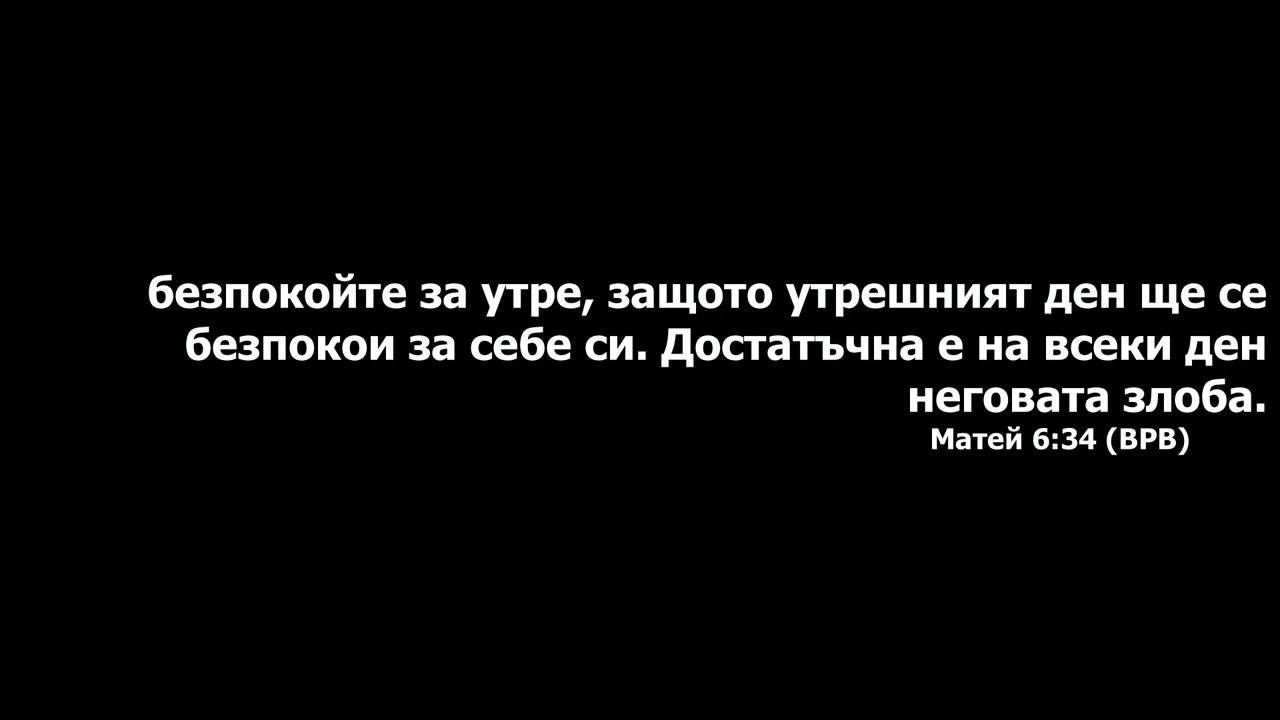 безпокойте за утре, защото утрешният ден ще се
безпокои за себе си. Достатъчна е на всеки ден
неговата злоба.
Матей 6:34 (ВРВ)